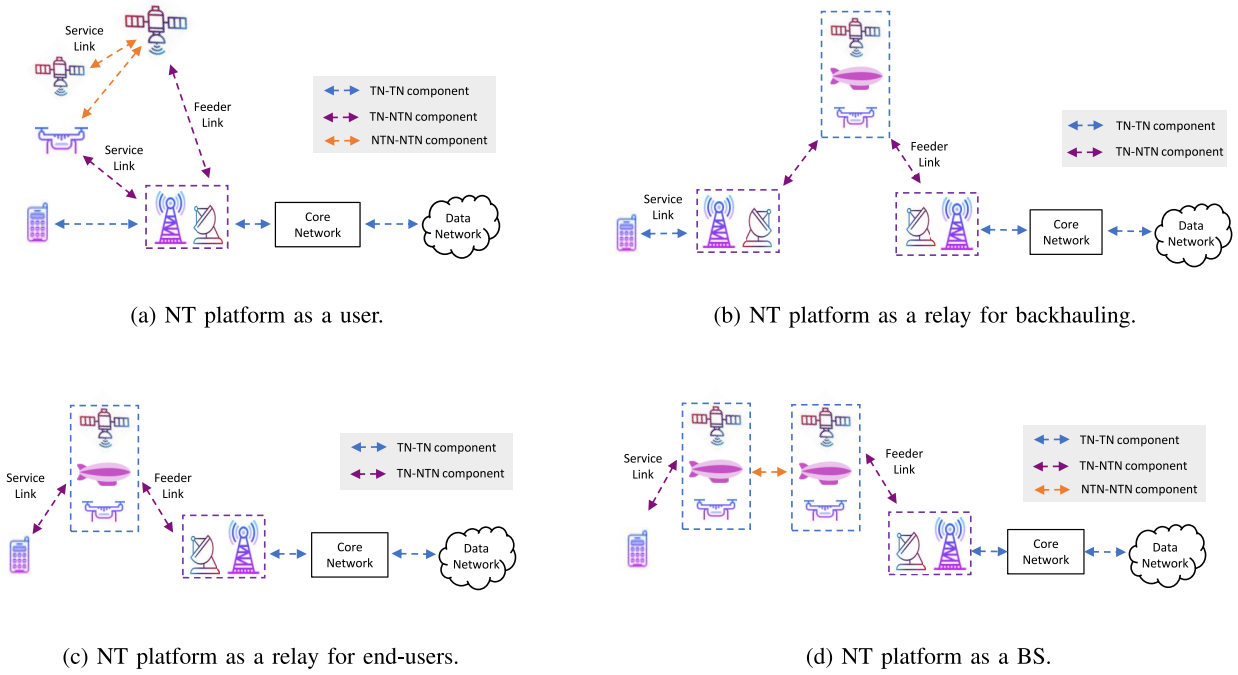 Service
Link
Feeder
Link
Service
Link
TN-TN component
TN-NTN component
NTN-NTN component
Core
Network
Data
Network
(a) NT platform as a user.
Service
Link
Feeder
Link
TN-TN component
TN-NTN component
Core
Network
Data
Network
(b) NT platform as a relay for backhauling.
Service
Link
Feeder
Link
TN-TN component
TN-NTN component
Core
Network
Data
Network
(c) NT platform as a relay for end-users.
Service
Link
Feeder
Link
TN-TN component
TN-NTN component
NTN-NTN component
Core
Network
Data
Network
(d) NT platform as a BS.